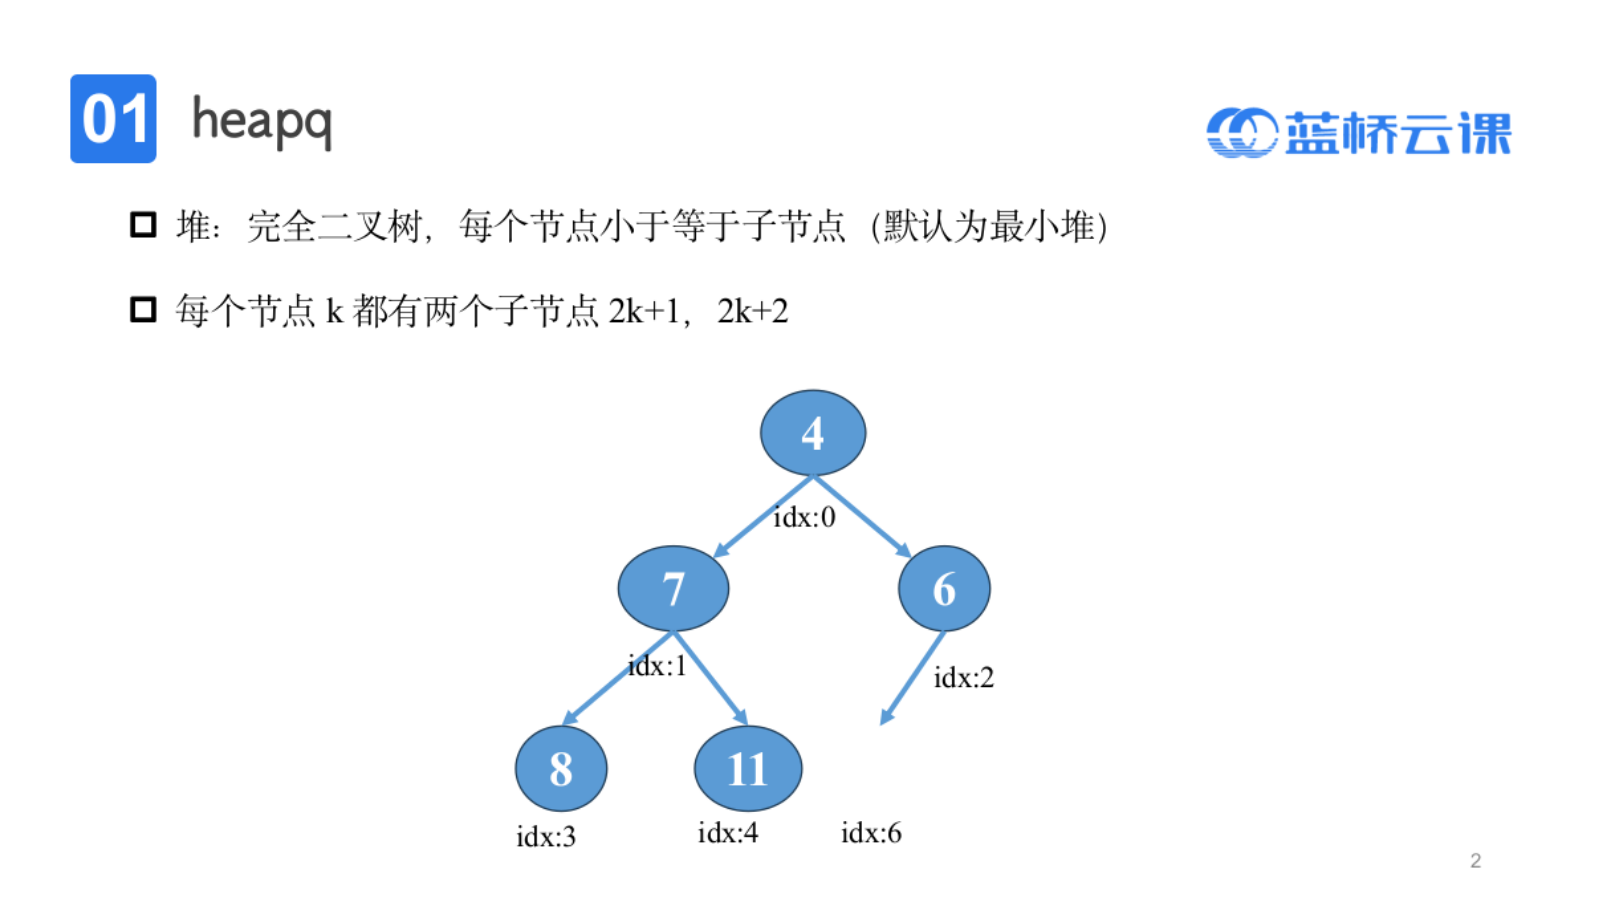 01 heapq
蓝桥云课
堆：完全二叉树，每个节点小于等于子节点（默认为最小堆）
每个节点 k 都有两个子节点 2k+1，2k+2
4
idx:0
7 6
idx:1 idx:2
8 11
idx:3 idx:4 idx:6
2